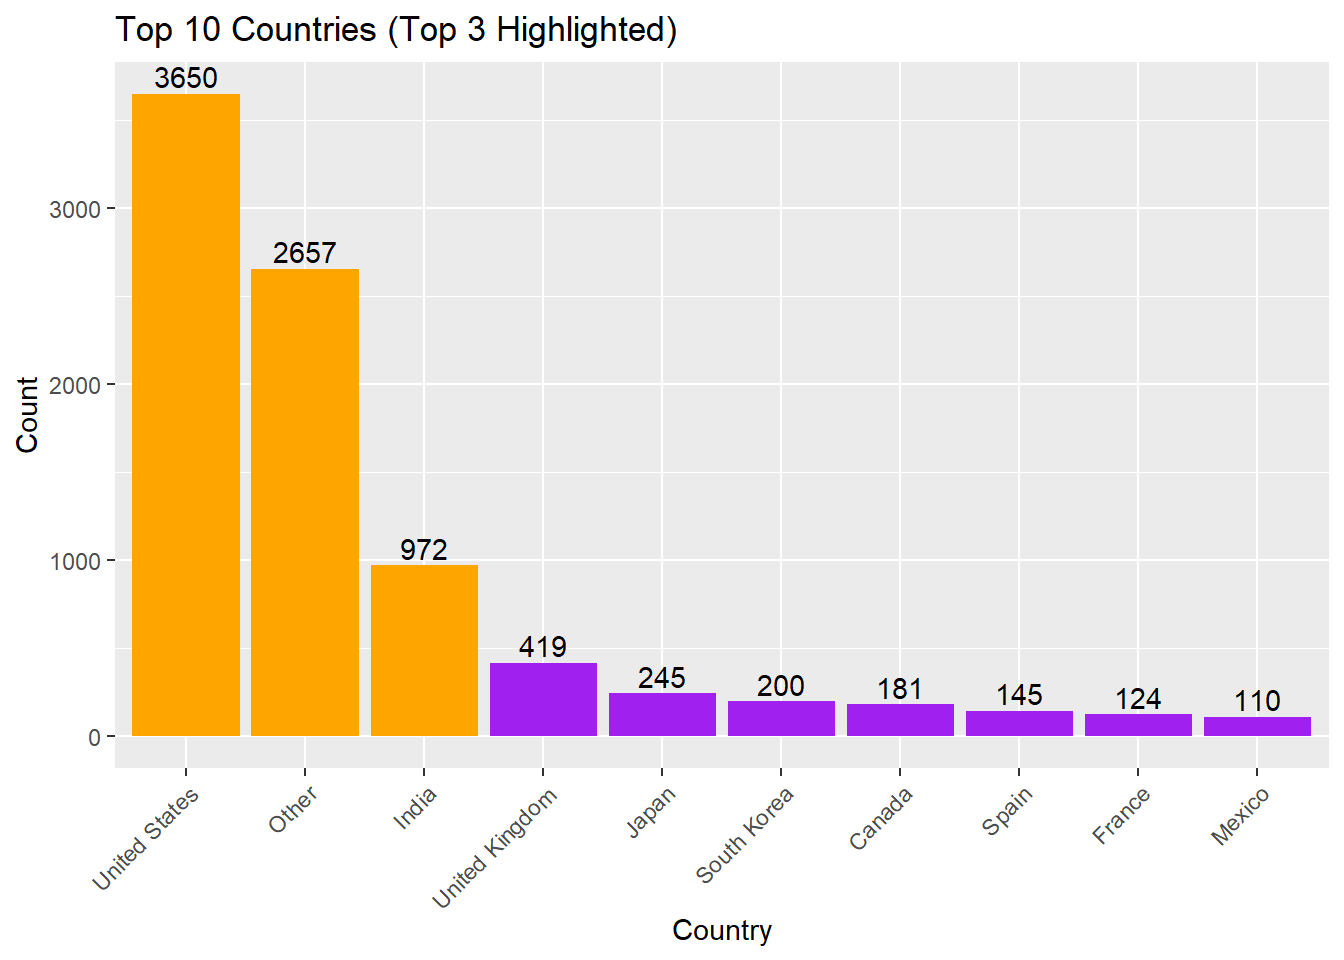 Top 10 Countries (Top 3 Highlighted)
3650
2657
972
419
245
200
181
145
124
110
3000
2000
1000
0
Count
United States
Other
India
United Kingdom
Japan
South Korea
Canada
Spain
France
Mexico
Country